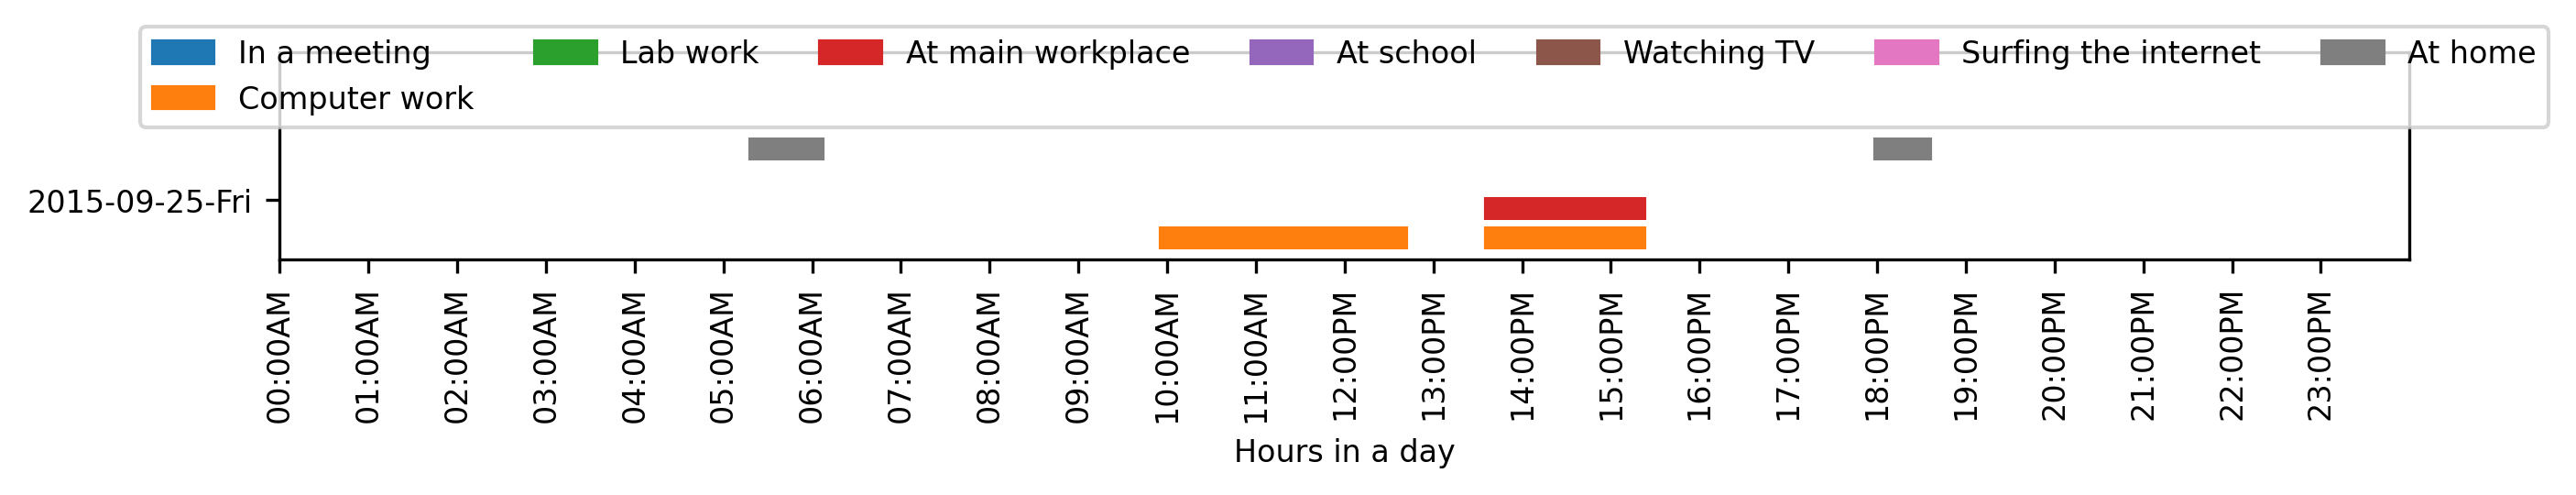 In a meeting
Computer work
Lab work
At main workplace
At school
Watching TV
Surfing the internet
At home
2015-09-25-Fri
00:00AM
01:00AM
02:00AM
03:00AM
04:00AM
05:00AM
06:00AM
07:00AM
08:00AM
09:00AM
10:00AM
11:00AM
12:00PM
13:00PM
14:00PM
15:00PM
16:00PM
17:00PM
18:00PM
19:00PM
20:00PM
21:00PM
22:00PM
23:00PM
Hours in a day